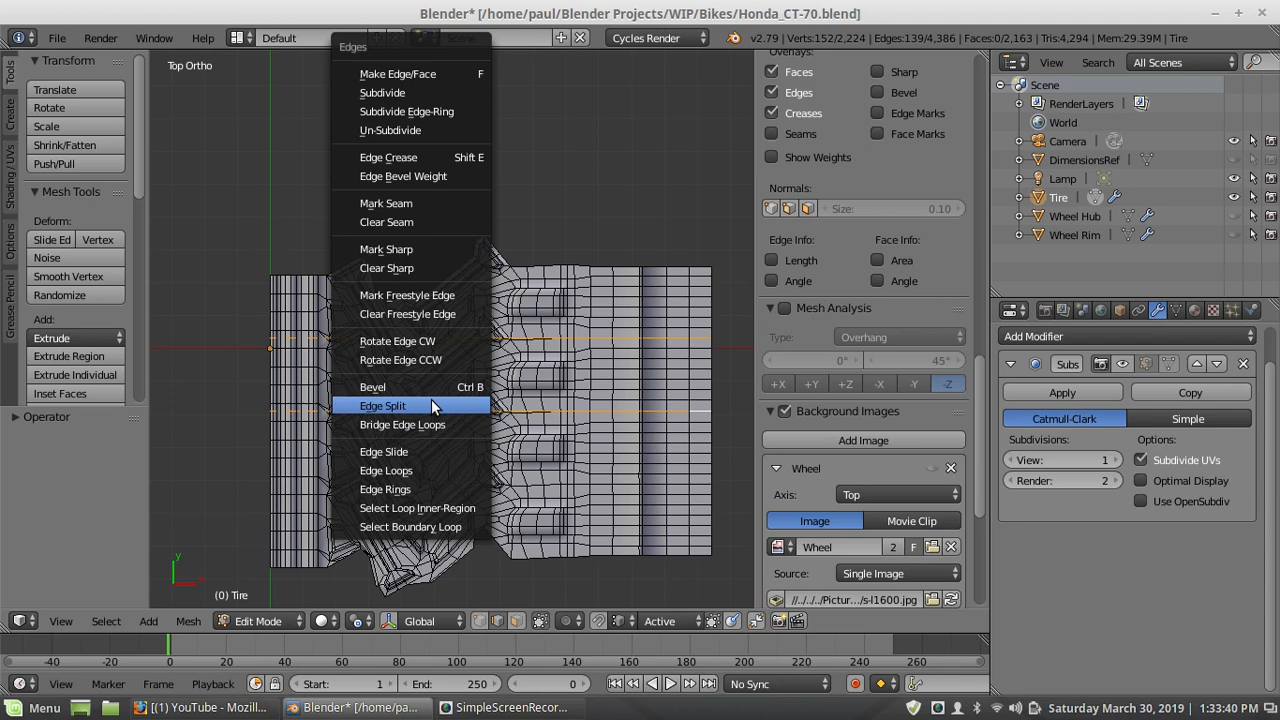 Blender* [/home/paul/Blender Projects/WIP/Bikes/Honda_CT-70.blend]
File Render Window Help Default Cycles Render v2.79 | Verts:152/2,224 | Edges:139/4,386 | Faces:0/2,163 | Tris:4,294 | Mem:29.39M | Tire
Tools
Create
Shading / UVs
Options
Grease Pencil
Transform
Translate
Rotate
Scale
Shrink/Fatten
Push/Pull
Mesh Tools
Deform:
Slide Ed Vertex
Noise
Smooth Vertex
Randomize
Add:
Extrude
Extrude Region
Extrude Individual
Inset Faces
Operator
Top Ortho
Edges
Make Edge/Face F
Subdivide
Subdivide Edge-Ring
Un-Subdivide
Edge Crease Shift E
Edge Bevel Weight
Mark Seam
Clear Seam
Mark Sharp
Clear Sharp
Mark Freestyle Edge
Clear Freestyle Edge
Rotate Edge CW
Rotate Edge CCW
Bevel Ctrl B
Edge Split
Bridge Edge Loops
Edge Slide
Edge Loops
Edge Rings
Select Loop Inner-Region
Select Boundary Loop
y
(0) Tire
Overlays:
Faces Sharp
Edges Bevel
Creases Edge Marks
Seams Face Marks
Show Weights
Normals:
Size: 0.10
Edge Info: Face Info:
Length Area
Angle Angle
Mesh Analysis
Type: Overhang
0° 45°
+X +Y +Z -X -Y -Z
Background Images
Add Image
Wheel
Axis: Top
Image Movie Clip
Wheel 2 F
Source: Single Image
//../../Pictur.../s-l1600.jpg
View Search All Scenes
Scene
RenderLayers
World
Camera
DimensionsRef
Lamp
Tire
Wheel Hub
Wheel Rim
Add Modifier
Subs
Apply Copy
Catmull-Clark Simple
Subdivisions: Options:
View: 1 Subdivide UVs
Render: 2 Optimal Display
Use OpenSubdiv
View Select Add Mesh Edit Mode Global Active
-40 -20 0 20 40 60 80 100 120 140 160 180 200 220 240 260
View Marker Frame Playback Start: 1 End: 250 0 No Sync
Menu [(1) YouTube - Mozill... Blender* [/home/pa... SimpleScreenRecor... Saturday March 30, 2019 1:33:40 PM